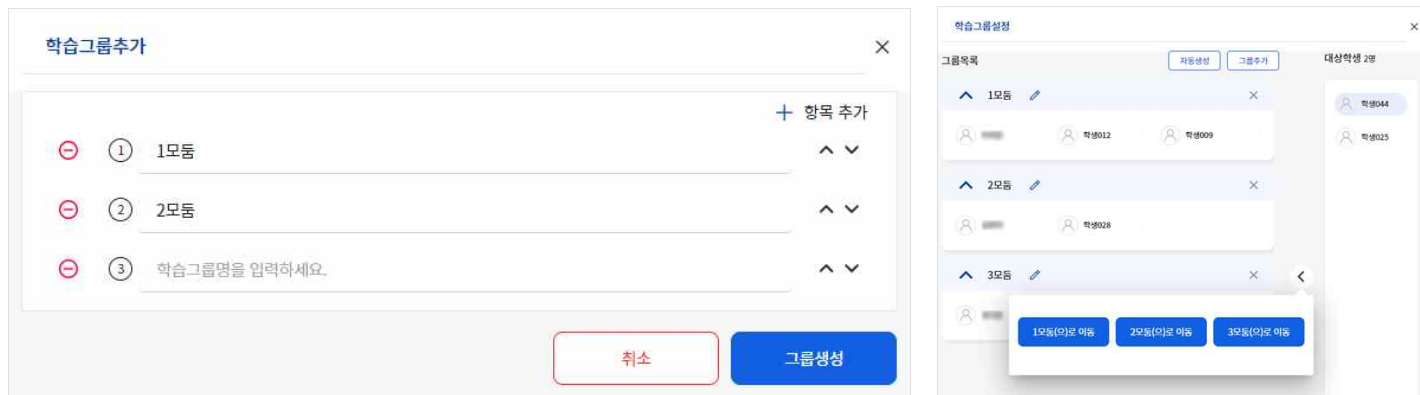 학습그룹추가
항목 추가
1 1모둠
2 2모둠
3 학습그룹명을 입력하세요.
취소 그룹생성
학습그룹설정
그룹목록 자동생성 그룹추가
1모둠
학생012 학생009
2모둠
학생028
3모둠
1모둠(으)로 이동 2모둠(으)로 이동 3모둠(으)로 이동
대상학생 2명
학생044
학생025